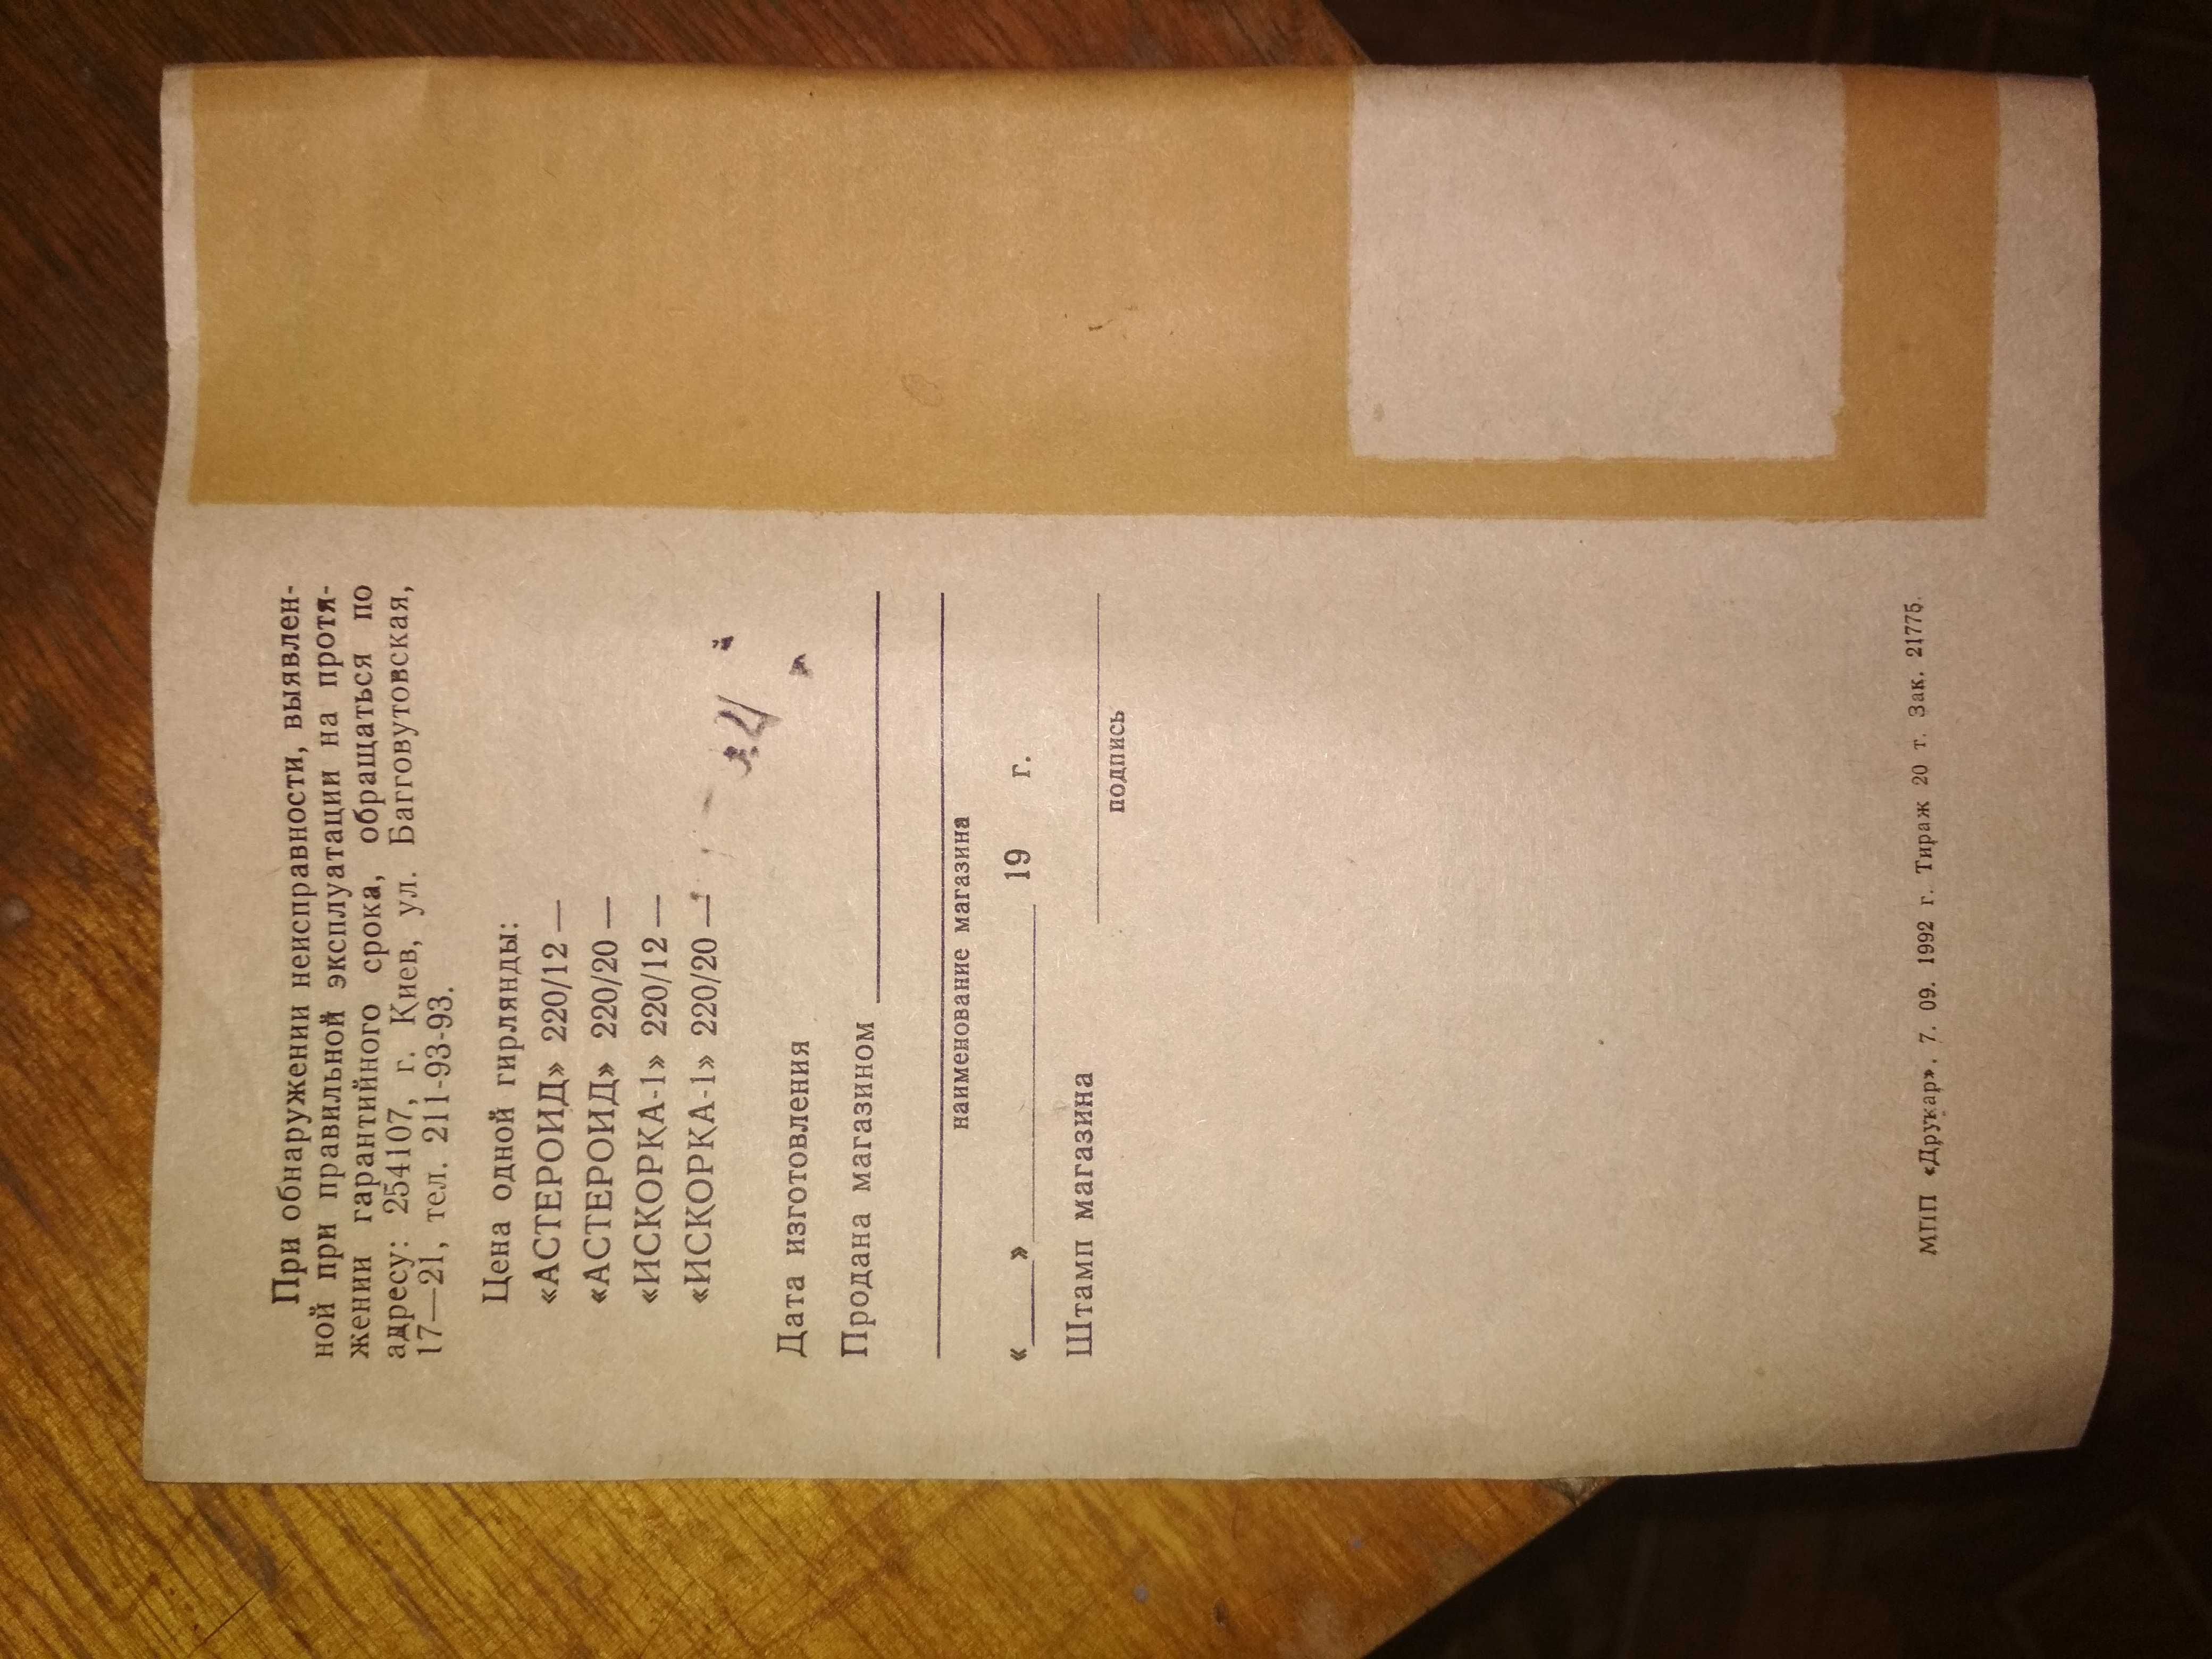 При обнаружении неисправности, выявлен-
ной при правильной эксплуатации на протя-
жении гарантийного срока, обращаться по
адресу: 254107, г. Киев, ул. Багговутовская,
17—21, тел. 211-93-93.
Цена одной гирлянды:
«АСТЕРОИД» 220/12 —
«АСТЕРОИД» 220/20 —
«ИСКОРКА-1» 220/12 —
«ИСКОРКА-1» 220/20 —
Дата изготовления
Продана магазином
наименование магазина
«___»__________ 19 г.
Штамп магазина
подпись
МПП «Друкар». 7. 09. 1992 г. Тираж 20 т. Зак. 21775.